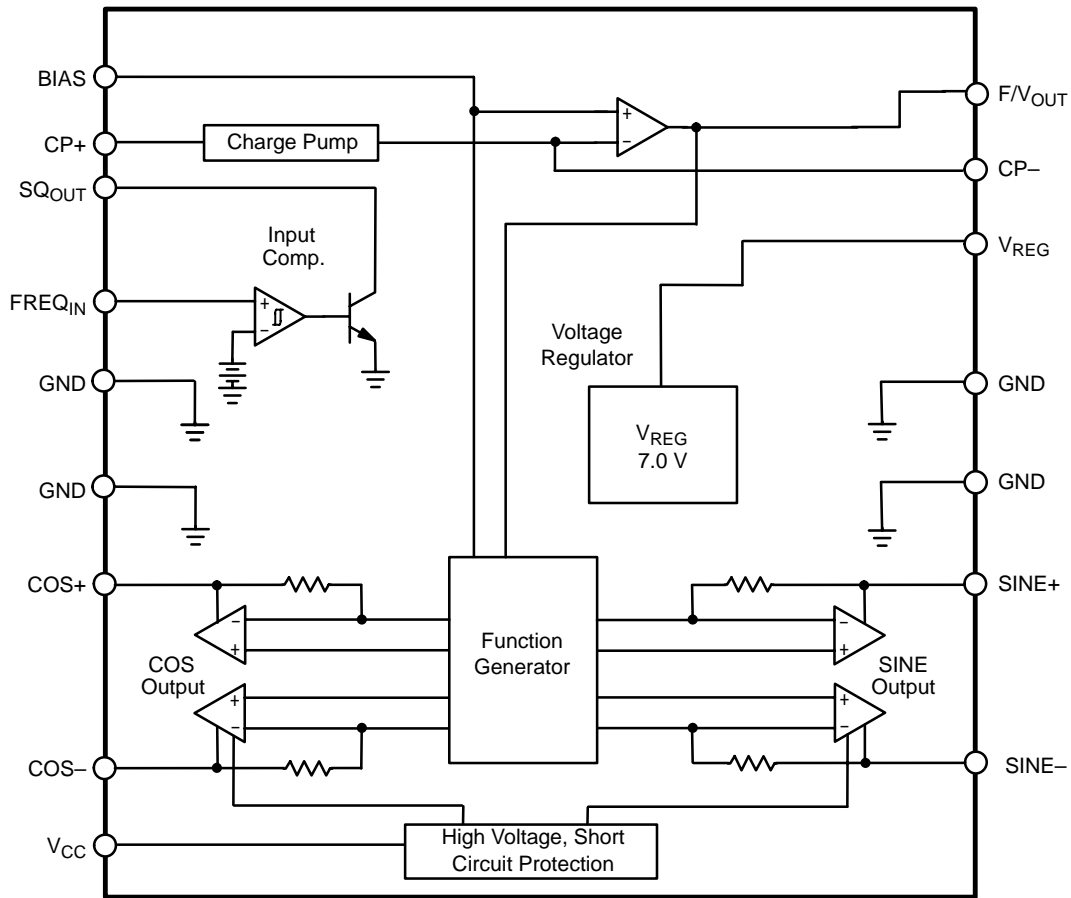 BIAS
F/VOUT
CP+
Charge Pump
+
−
CP–
SQOUT
Input
Comp.
VREG
FREQIN
+
−
Voltage
Regulator
GND
GND
VREG
7.0 V
GND
GND
COS+
SINE+
−
+
−
+
Function
Generator
COS
Output
SINE
Output
+
−
+
−
COS–
SINE–
VCC
High Voltage, Short
Circuit Protection